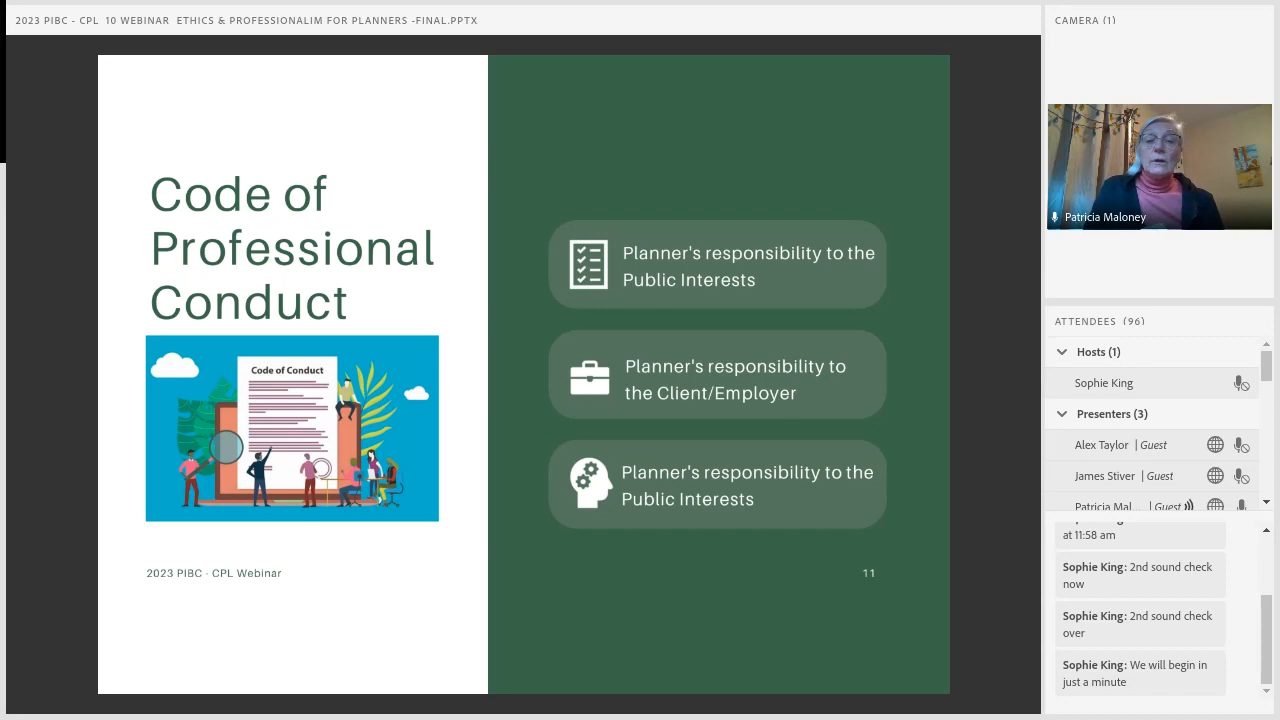 2023 PIBC - CPL 10 WEBINAR ETHICS & PROFESSIONALIM FOR PLANNERS -FINAL.PPTX
Code of
Professional
Conduct
Code of Conduct
2023 PIBC · CPL Webinar
Planner's responsibility to the
Public Interests
Planner's responsibility to
the Client/Employer
Planner's responsibility to the
Public Interests
11
CAMERA (1)
Patricia Maloney
ATTENDEES (96)
Hosts (1)
Sophie King
Presenters (3)
Alex Taylor | Guest
James Stiver | Guest
Patricia Mal... | Guest
at 11:58 am
Sophie King: 2nd sound check
now
Sophie King: 2nd sound check
over
Sophie King: We will begin in
just a minute